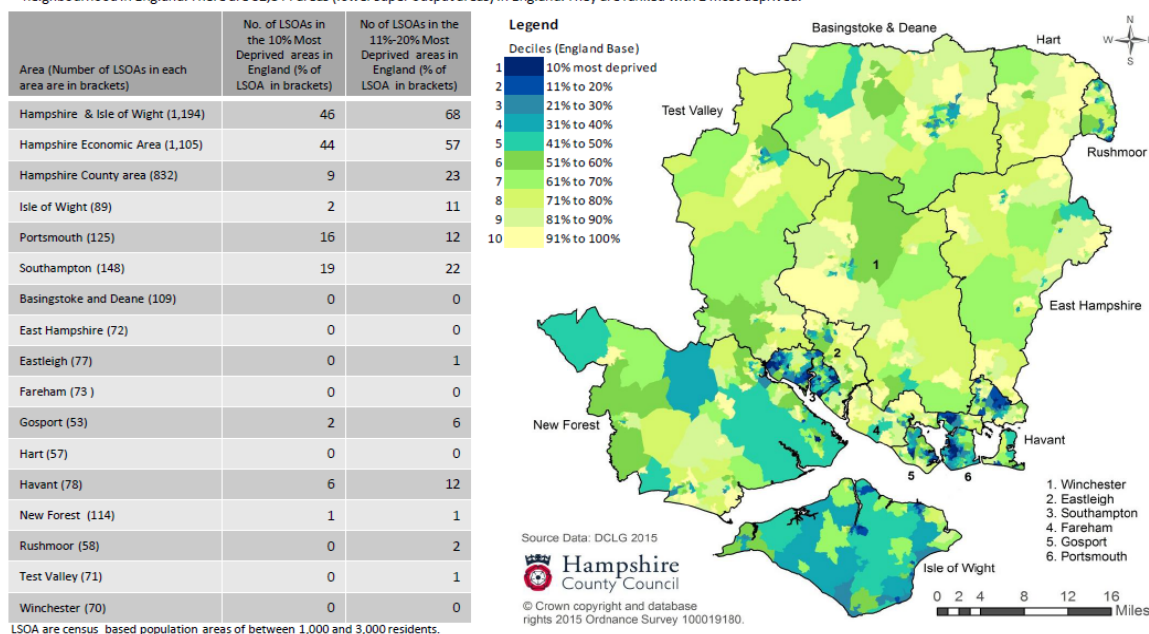 No. of LSOAs in
the 10% Most
Deprived areas in
England (% of
LSOA in brackets)
No of LSOAs in the
11%-20% Most
Deprived areas in
England (% of
LSOA in brackets)
Area (Number of LSOAs in each
area are in brackets)
Hampshire & Isle of Wight (1,194) 46 68
Hampshire Economic Area (1,105) 44 57
Hampshire County area (832) 9 23
Isle of Wight (89) 2 11
Portsmouth (125) 16 12
Southampton (148) 19 22
Basingstoke and Deane (109) 0 0
East Hampshire (72) 0 0
Eastleigh (77) 0 1
Fareham (73 ) 0 0
Gosport (53) 2 6
Hart (57) 0 0
Havant (78) 6 12
New Forest (114) 1 1
Rushmoor (58) 0 2
Test Valley (71) 0 1
Winchester (70) 0 0
LSOA are census based population areas of between 1,000 and 3,000 residents.
Legend
Deciles (England Base)
1 10% most deprived
2 11% to 20%
3 21% to 30%
4 31% to 40%
5 41% to 50%
6 51% to 60%
7 61% to 70%
8 71% to 80%
9 81% to 90%
10 91% to 100%
Basingstoke & Deane
Hart
N
W E
S
Test Valley
Rushmoor
1
East Hampshire
2
3
New Forest
4
Havant
5 6
1. Winchester
2. Eastleigh
3. Southampton
4. Fareham
5. Gosport
6. Portsmouth
Source Data: DCLG 2015
Hampshire
County Council
Isle of Wight
© Crown copyright and database
rights 2015 Ordnance Survey 100019180.
0 2 4 8 12 16
Miles